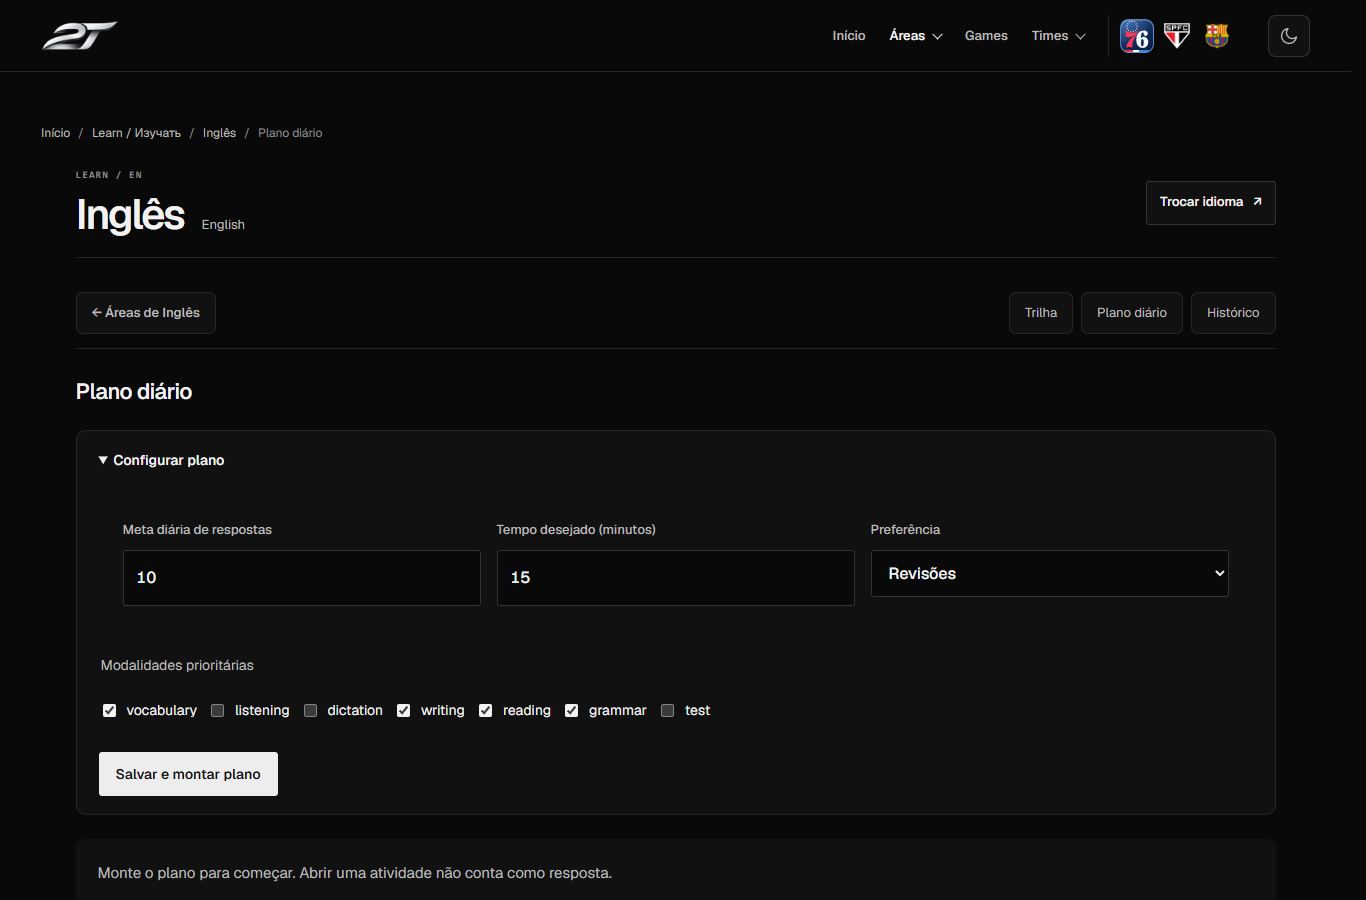 2T
Início
Áreas
Games
Times
76
SPFC
Início / Learn / Изучать / Inglês / Plano diário
LEARN / EN
Inglês English
Trocar idioma ↗
← Áreas de Inglês
Trilha
Plano diário
Histórico
Plano diário
▼ Configurar plano
Meta diária de respostas
Tempo desejado (minutos)
Preferência
10
15
Revisões
Modalidades prioritárias
vocabulary listening dictation writing reading grammar test
Salvar e montar plano
Monte o plano para começar. Abrir uma atividade não conta como resposta.